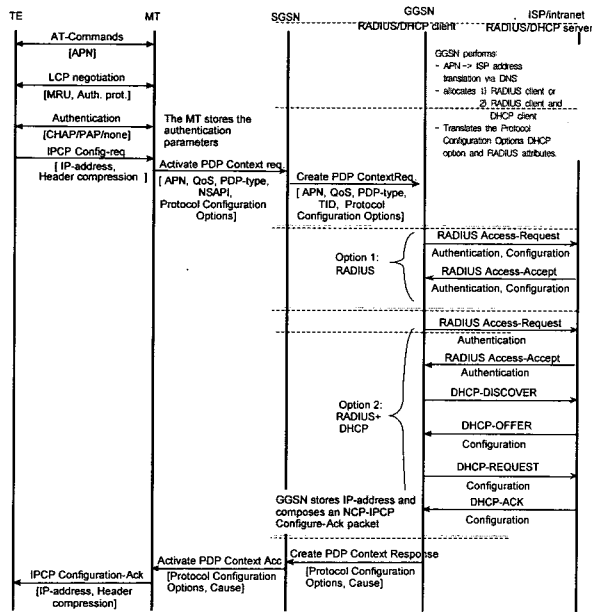 TE
MT
SGSN
GGSN
RADIUS/DHCP client
ISP/intranet
RADIUS/DHCP server
AT-Commands
[APN]
LCP negotiation
[MRU, Auth. prot.]
Authentication
[CHAP/PAP/none]
The MT stores the
authentication
parameters
GGSN performs:
- APN -> ISP address
translation via DNS
- allocates 1) RADIUS client or
2) RADIUS client and
DHCP client
- Translates the Protocol
Configuration Options DHCP
option and RADIUS attributes.
IPCP Config-req
[ IP-address,
Header compression ]
Activate PDP Context req.
[ APN, QoS, PDP-type,
NSAPI,
Protocol Configuration
Options]
Create PDP ContextReq.
[ APN, QoS, PDP-type,
TID, Protocol
Configuration Options]
Option 1:
RADIUS
RADIUS Access-Request
Authentication, Configuration
RADIUS Access-Accept
Authentication, Configuration
Option 2:
RADIUS+
DHCP
RADIUS Access-Request
Authentication
RADIUS Access-Accept
Authentication
DHCP-DISCOVER
DHCP-OFFER
Configuration
DHCP-REQUEST
Configuration
DHCP-ACK
Configuration
GGSN stores IP-address and
composes an NCP-IPCP
Configure-Ack packet
Create PDP Context Response
[Protocol Configuration
Options, Cause]
Activate PDP Context Acc
[Protocol Configuration
Options, Cause]
IPCP Configuration-Ack
[IP-address, Header
compression]